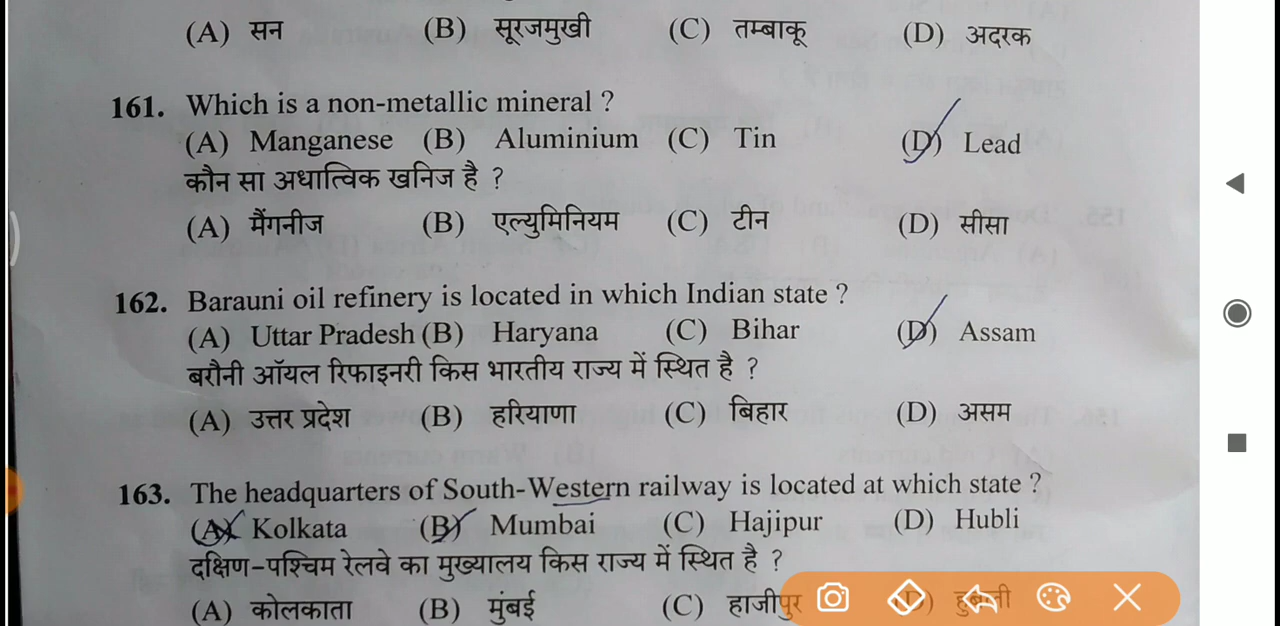 (A) सन (B) सूरजमुखी (C) तम्बाकू (D) अदरक
161. Which is a non-metallic mineral ?
(A) Manganese (B) Aluminium (C) Tin (D) Lead
कौन सा अधात्विक खनिज है ?
(A) मैंगनीज (B) एल्युमिनियम (C) टीन (D) सीसा
162. Barauni oil refinery is located in which Indian state ?
(A) Uttar Pradesh (B) Haryana (C) Bihar (D) Assam
बरौनी ऑयल रिफाइनरी किस भारतीय राज्य में स्थित है ?
(A) उत्तर प्रदेश (B) हरियाणा (C) बिहार (D) असम
163. The headquarters of South-Western railway is located at which state ?
(A) Kolkata (B) Mumbai (C) Hajipur (D) Hubli
दक्षिण-पश्चिम रेलवे का मुख्यालय किस राज्य में स्थित है ?
(A) कोलकाता (B) मुंबई (C) हाजीपुर